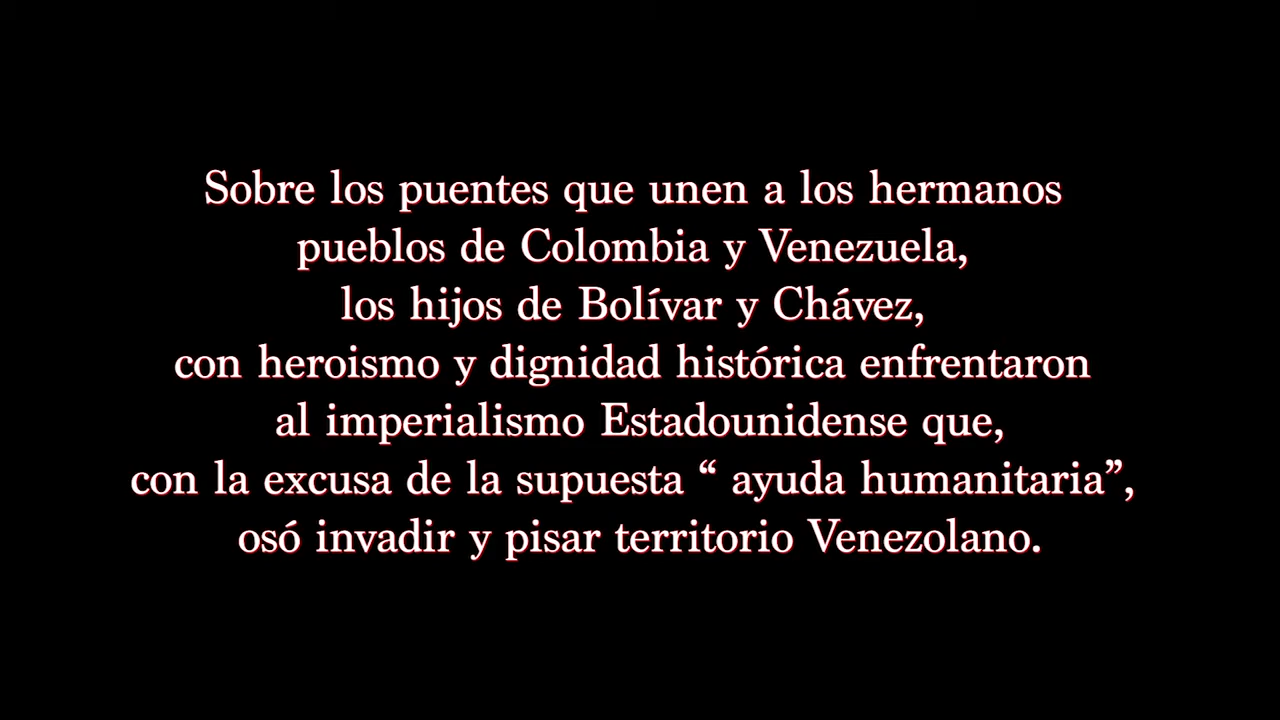 Sobre los puentes que unen a los hermanos
pueblos de Colombia y Venezuela,
los hijos de Bolívar y Chávez,
con heroismo y dignidad histórica enfrentaron
al imperialismo Estadounidense que,
con la excusa de la supuesta “ ayuda humanitaria”,
osó invadir y pisar territorio Venezolano.